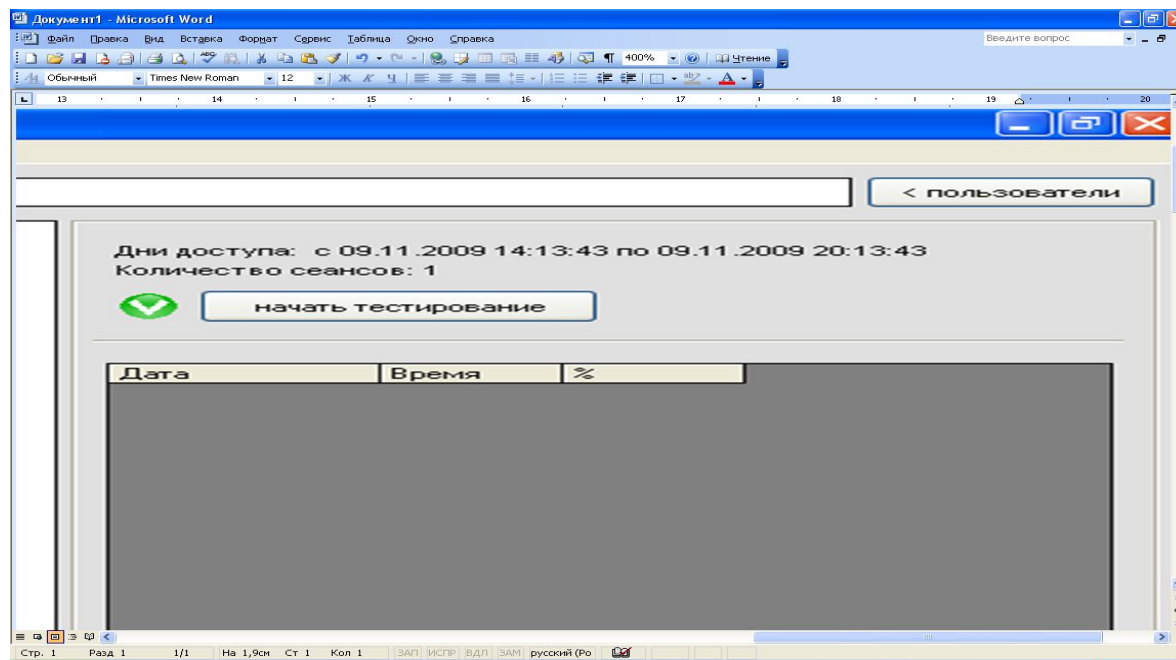 Документ1 - Microsoft Word
Файл Правка Вид Вставка Формат Сервис Таблица Окно Справка Введите вопрос
400% Чтение
Обычный Times New Roman 12 Ж К Ч
13 14 15 16 17 18 19 20
< пользователи
Дни доступа: с 09.11.2009 14:13:43 по 09.11.2009 20:13:43
Количество сеансов: 1
начать тестирование
Дата Время %
Стр. 1 Разд 1 1/1 На 1,9см Ст 1 Кол 1 ЗАП ИСПР ВДЛ ЗАМ русский (Ро